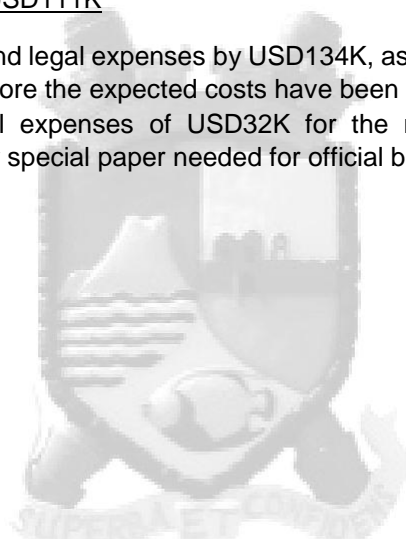 USD111K
nd legal expenses by USD134K, as
ore the expected costs have been
l expenses of USD32K for the
special paper needed for official b
SUPERBA ET CONFIDENS